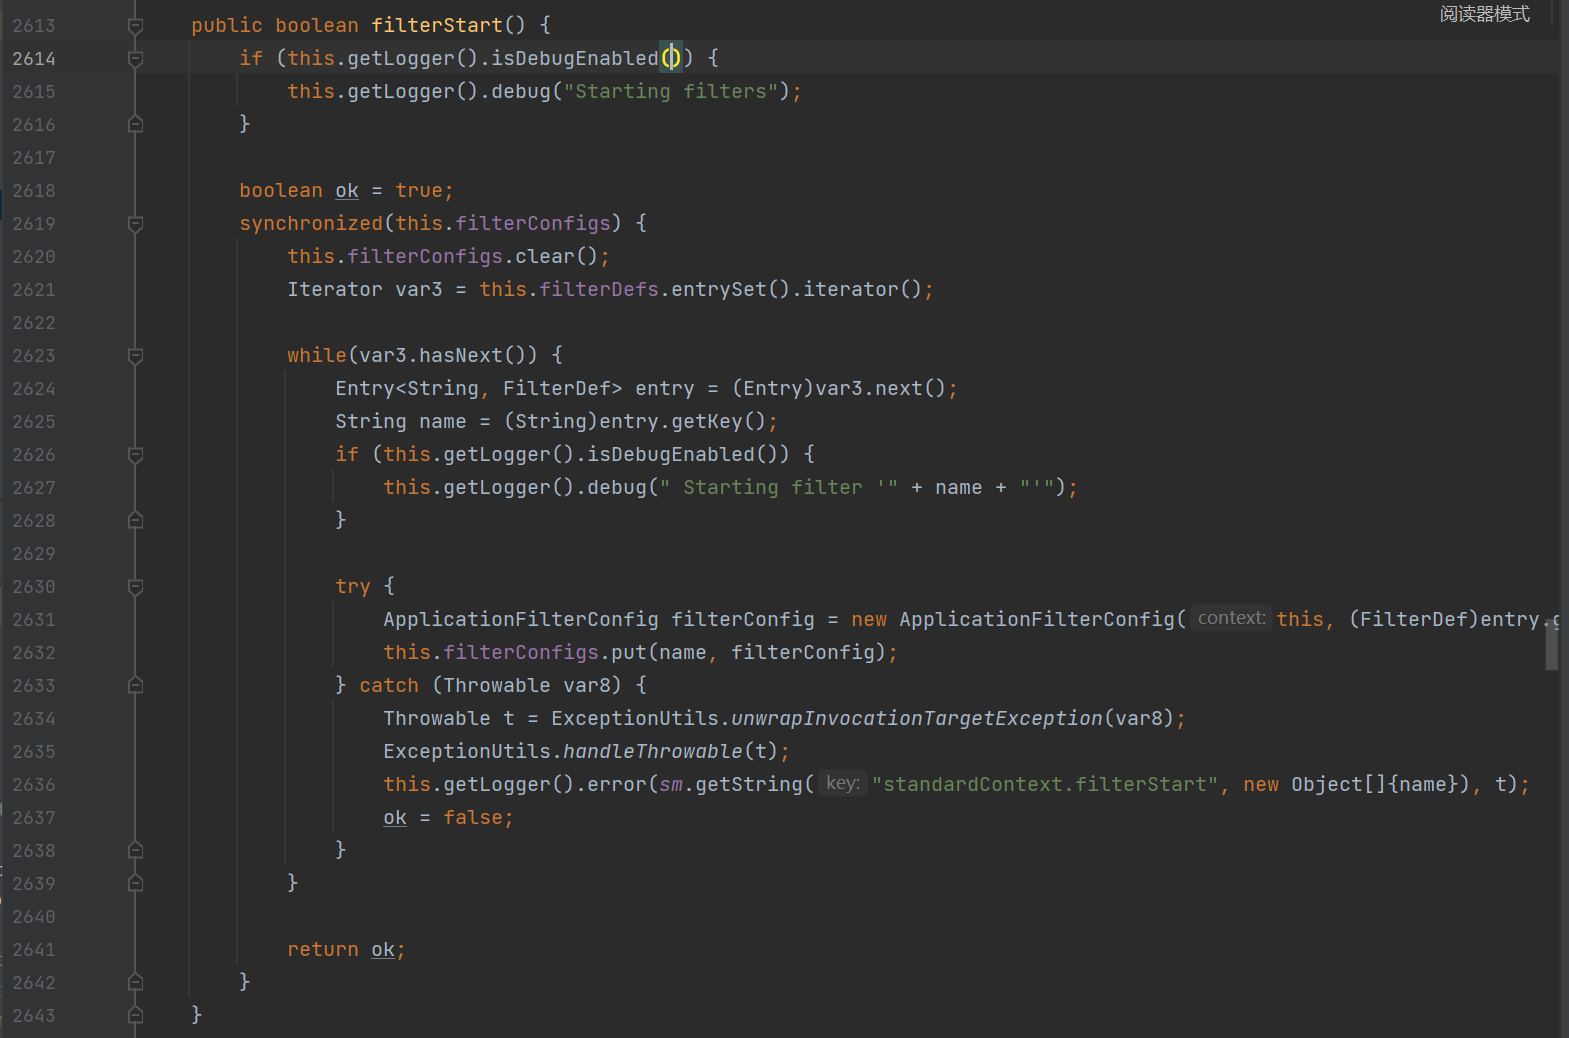 阅读器模式
2613 public boolean filterStart() {
2614 if (this.getLogger().isDebugEnabled()) {
2615 this.getLogger().debug("Starting filters");
2616 }
2617
2618 boolean ok = true;
2619 synchronized(this.filterConfigs) {
2620 this.filterConfigs.clear();
2621 Iterator var3 = this.filterDefs.entrySet().iterator();
2622
2623 while(var3.hasNext()) {
2624 Entry<String, FilterDef> entry = (Entry)var3.next();
2625 String name = (String)entry.getKey();
2626 if (this.getLogger().isDebugEnabled()) {
2627 this.getLogger().debug(" Starting filter '" + name + "'");
2628 }
2629
2630 try {
2631 ApplicationFilterConfig filterConfig = new ApplicationFilterConfig( context: this, (FilterDef)entry.g
2632 this.filterConfigs.put(name, filterConfig);
2633 } catch (Throwable var8) {
2634 Throwable t = ExceptionUtils.unwrapInvocationTargetException(var8);
2635 ExceptionUtils.handleThrowable(t);
2636 this.getLogger().error(sm.getString( key: "standardContext.filterStart", new Object[]{name}), t);
2637 ok = false;
2638 }
2639 }
2640
2641 return ok;
2642 }
2643 }